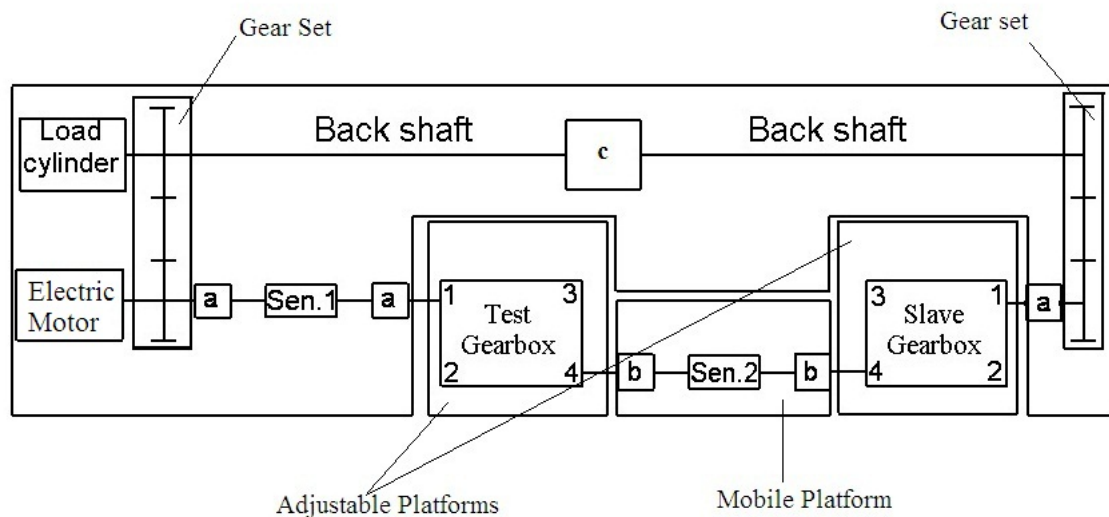 Gear Set
Gear set
Load
cylinder
Back shaft
c
Back shaft
Electric
Motor
a
Sen.1
a
1
3
Test
Gearbox
2
4
b
Sen.2
b
3
1
Slave
Gearbox
4
2
a
Adjustable Platforms
Mobile Platform